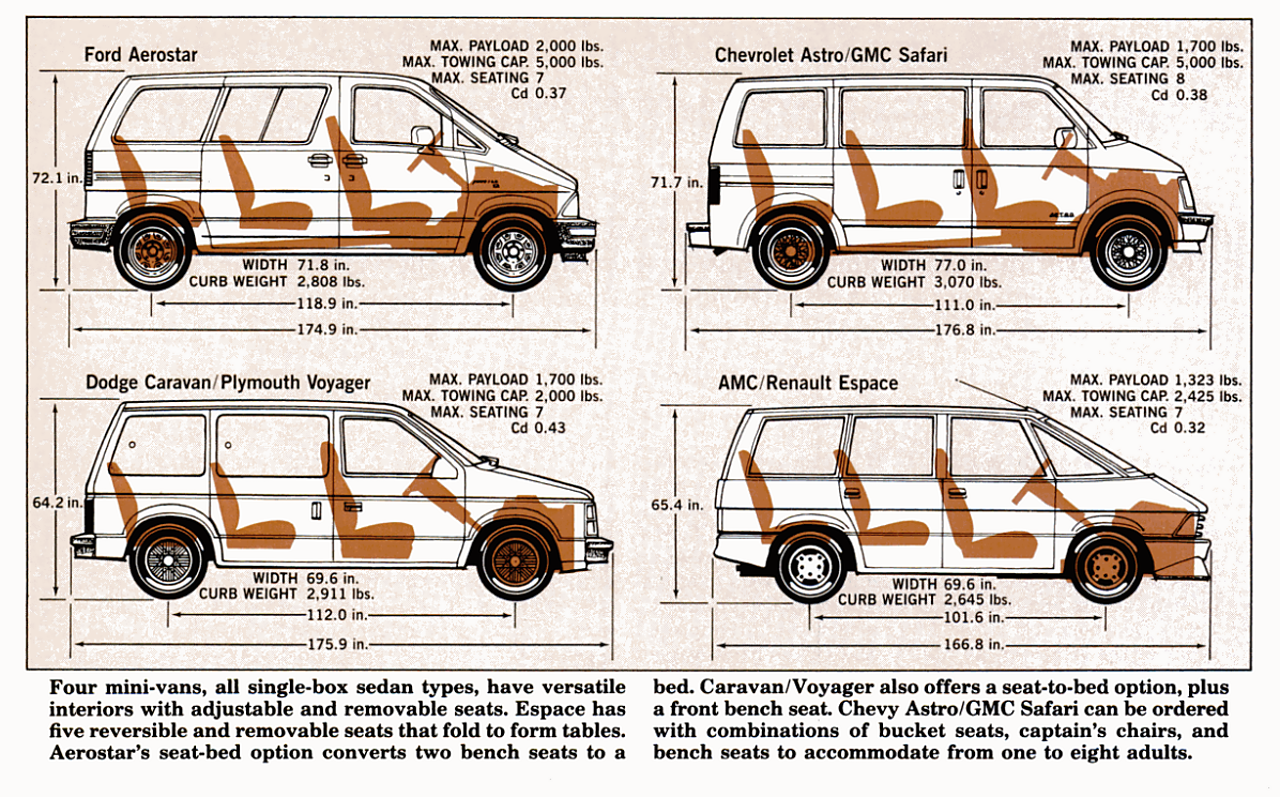 Ford Aerostar
MAX. PAYLOAD 2,000 lbs.
MAX. TOWING CAP. 5,000 lbs.
MAX. SEATING 7
Cd 0.37
72.1 in.
WIDTH 71.8 in.
CURB WEIGHT 2,808 lbs.
118.9 in.
174.9 in.
Chevrolet Astro/GMC Safari
MAX. PAYLOAD 1,700 lbs.
MAX. TOWING CAP. 5,000 lbs.
MAX. SEATING 8
Cd 0.38
71.7 in.
WIDTH 77.0 in.
CURB WEIGHT 3,070 lbs.
111.0 in.
176.8 in.
Dodge Caravan/Plymouth Voyager
MAX. PAYLOAD 1,700 lbs.
MAX. TOWING CAP. 2,000 lbs.
MAX. SEATING 7
Cd 0.43
64.2 in.
WIDTH 69.6 in.
CURB WEIGHT 2,911 lbs.
112.0 in.
175.9 in.
AMC/Renault Espace
MAX. PAYLOAD 1,323 lbs.
MAX. TOWING CAP. 2,425 lbs.
MAX. SEATING 7
Cd 0.32
65.4 in.
WIDTH 69.6 in.
CURB WEIGHT 2,645 lbs.
101.6 in.
166.8 in.
Four mini-vans, all single-box sedan types, have versatile
interiors with adjustable and removable seats. Espace has
five reversible and removable seats that fold to form tables.
Aerostar's seat-bed option converts two bench seats to a
bed. Caravan/Voyager also offers a seat-to-bed option, plus
a front bench seat. Chevy Astro/GMC Safari can be ordered
with combinations of bucket seats, captain's chairs, and
bench seats to accommodate from one to eight adults.